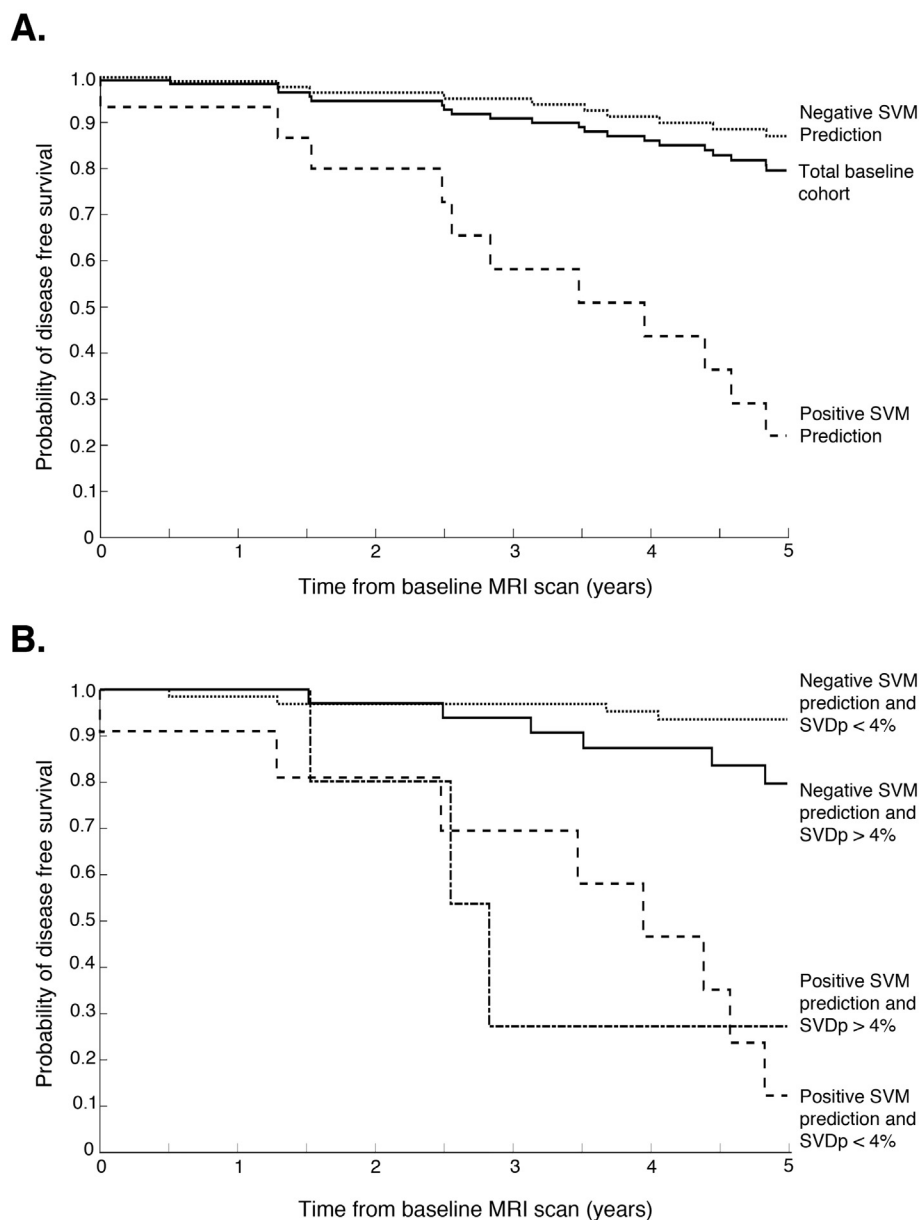 A.
1.0
0.9
0.8
0.7
0.6
0.5
0.4
0.3
0.2
0.1
0
Probability of disease free survival
0 1 2 3 4 5
Time from baseline MRI scan (years)
Negative SVM
Prediction
Total baseline
cohort
Positive SVM
Prediction
B.
1.0
0.9
0.8
0.7
0.6
0.5
0.4
0.3
0.2
0.1
0
Probability of disease free survival
0 1 2 3 4 5
Time from baseline MRI scan (years)
Negative SVM
prediction and
SVDp < 4%
Negative SVM
prediction and
SVDp > 4%
Positive SVM
prediction and
SVDp > 4%
Positive SVM
prediction and
SVDp < 4%